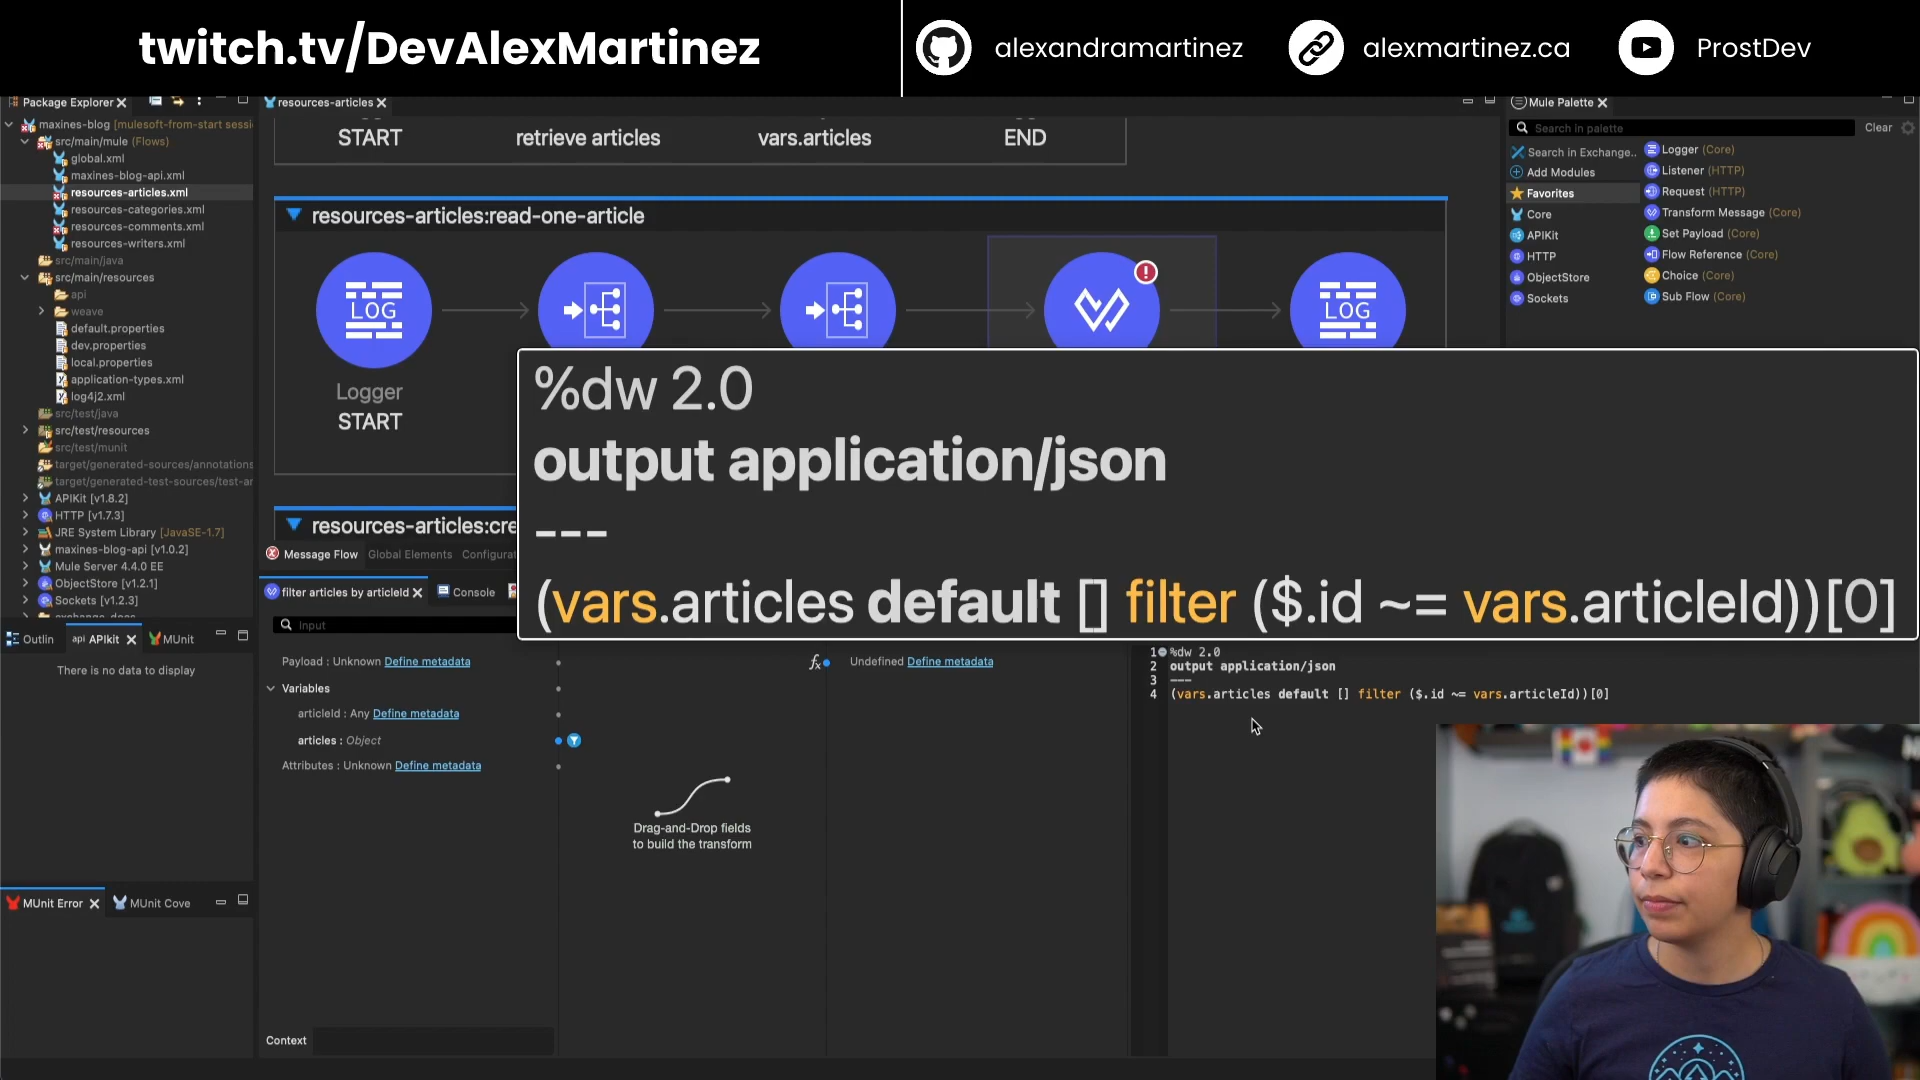 twitch.tv/DevAlexMartinez
alexandramartinez
alexmartinez.ca
ProstDev
Package Explorer
maxines-blog [mulesoft-from-start sessi
src/main/mule (Flows)
global.xml
maxines-blog-api.xml
resources-articles.xml
resources-categories.xml
resources-comments.xml
resources-writers.xml
src/main/java
src/main/resources
api
weave
default.properties
dev.properties
local.properties
application-types.xml
log4j2.xml
src/test/java
src/test/resources
src/test/munit
target/generated-sources/annotations
target/generated-test-sources/test-ar
APIKit [v1.8.2]
HTTP [v1.7.3]
JRE System Library [JavaSE-1.7]
maxines-blog-api [v1.0.2]
Mule Server 4.4.0 EE
ObjectStore [v1.2.1]
Sockets [v1.2.3]
Outlin
api APIkit
MUnit
There is no data to display
MUnit Error
MUnit Cove
resources-articles
START
retrieve articles
vars.articles
END
resources-articles:read-one-article
LOG
LOG
Logger
START
resources-articles:cre
Message Flow
Global Elements
Configurat
%dw 2.0
output application/json
---
(vars.articles default [] filter ($.id ~= vars.articleId))[0]
filter articles by articleId
Console
Input
Payload : Unknown Define metadata
Variables
articleId : Any Define metadata
articles : Object
Attributes : Unknown Define metadata
fx
Undefined Define metadata
Drag-and-Drop fields
to build the transform
Context
1 %dw 2.0
2 output application/json
3 ---
4 (vars.articles default [] filter ($.id ~= vars.articleId))[0]
Mule Palette
Search in palette
Clear
Search in Exchange..
Add Modules
Favorites
Core
APIKit
HTTP
ObjectStore
Sockets
Logger (Core)
Listener (HTTP)
Request (HTTP)
Transform Message (Core)
Set Payload (Core)
Flow Reference (Core)
Choice (Core)
Sub Flow (Core)